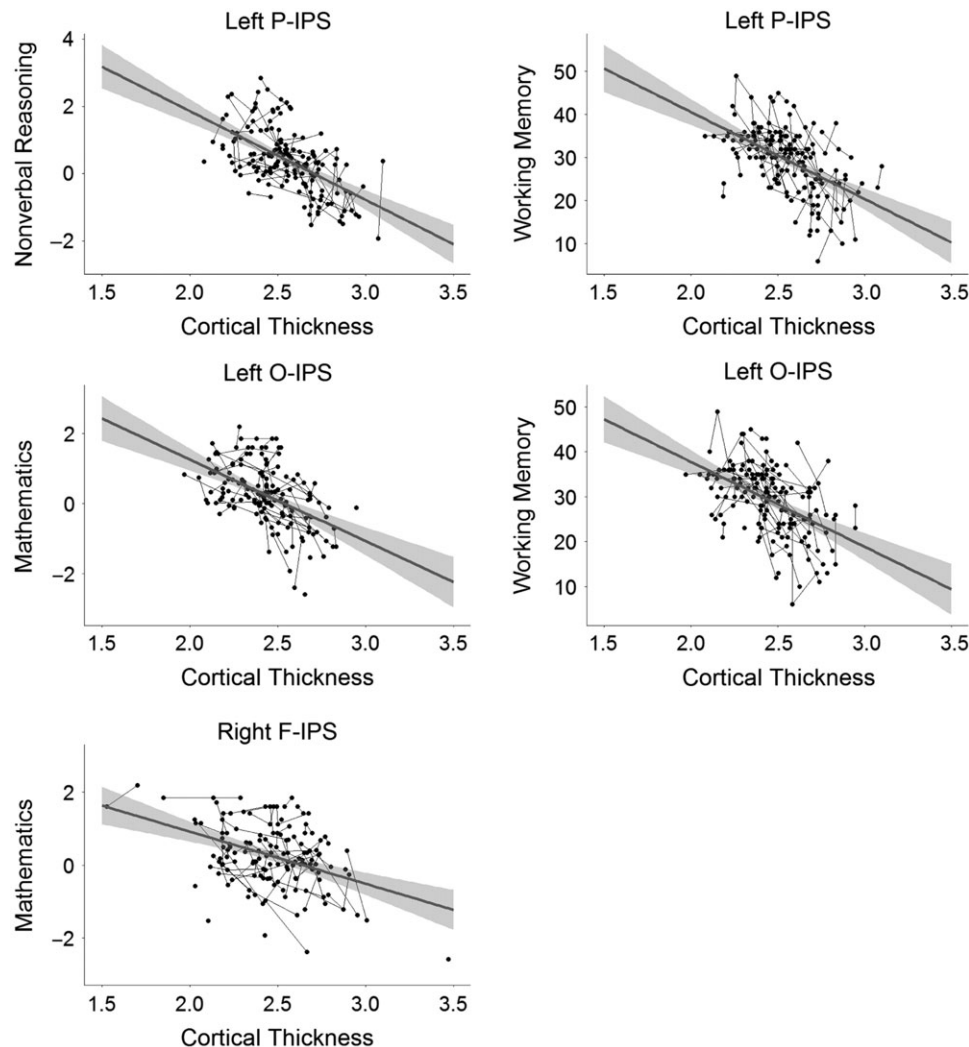 Left P-IPS
Nonverbal Reasoning
4
2
0
−2
1.5 2.0 2.5 3.0 3.5
Cortical Thickness
Left P-IPS
Working Memory
50
40
30
20
10
1.5 2.0 2.5 3.0 3.5
Cortical Thickness
Left O-IPS
Mathematics
2
0
−2
1.5 2.0 2.5 3.0 3.5
Cortical Thickness
Left O-IPS
Working Memory
50
40
30
20
10
1.5 2.0 2.5 3.0 3.5
Cortical Thickness
Right F-IPS
Mathematics
2
0
−2
1.5 2.0 2.5 3.0 3.5
Cortical Thickness